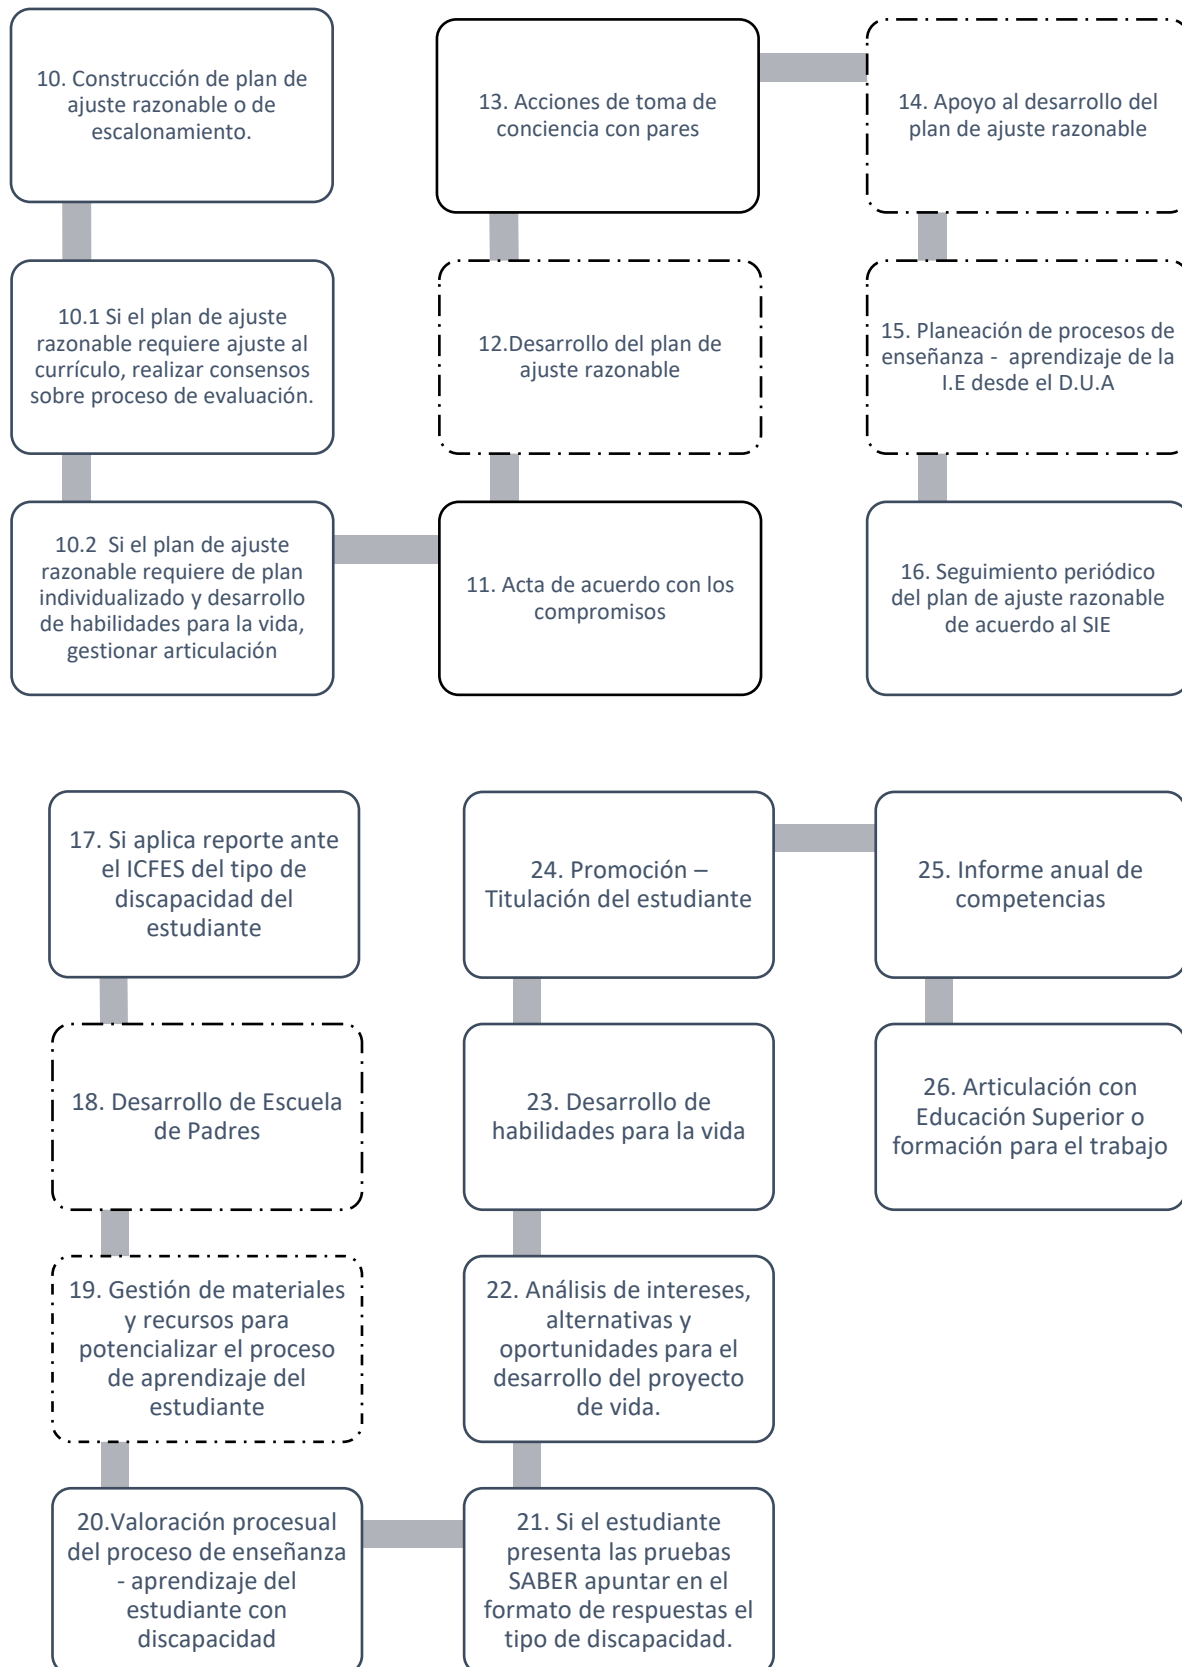 10. Construcción de plan de
ajuste razonable o de
escalonamiento.
10.1 Si el plan de ajuste
razonable requiere ajuste al
currículo, realizar consensos
sobre proceso de evaluación.
10.2 Si el plan de ajuste
razonable requiere de plan
individualizado y desarrollo
de habilidades para la vida,
gestionar articulación
11. Acta de acuerdo con los
compromisos
12.Desarrollo del plan de
ajuste razonable
13. Acciones de toma de
conciencia con pares
14. Apoyo al desarrollo del
plan de ajuste razonable
15. Planeación de procesos de
enseñanza - aprendizaje de la
I.E desde el D.U.A
16. Seguimiento periódico
del plan de ajuste razonable
de acuerdo al SIE
17. Si aplica reporte ante
el ICFES del tipo de
discapacidad del
estudiante
18. Desarrollo de Escuela
de Padres
19. Gestión de materiales
y recursos para
potencializar el proceso
de aprendizaje del
estudiante
20.Valoración procesual
del proceso de enseñanza
- aprendizaje del
estudiante con
discapacidad
21. Si el estudiante
presenta las pruebas
SABER apuntar en el
formato de respuestas el
tipo de discapacidad.
22. Análisis de intereses,
alternativas y
oportunidades para el
desarrollo del proyecto
de vida.
23. Desarrollo de
habilidades para la vida
24. Promoción –
Titulación del estudiante
25. Informe anual de
competencias
26. Articulación con
Educación Superior o
formación para el trabajo